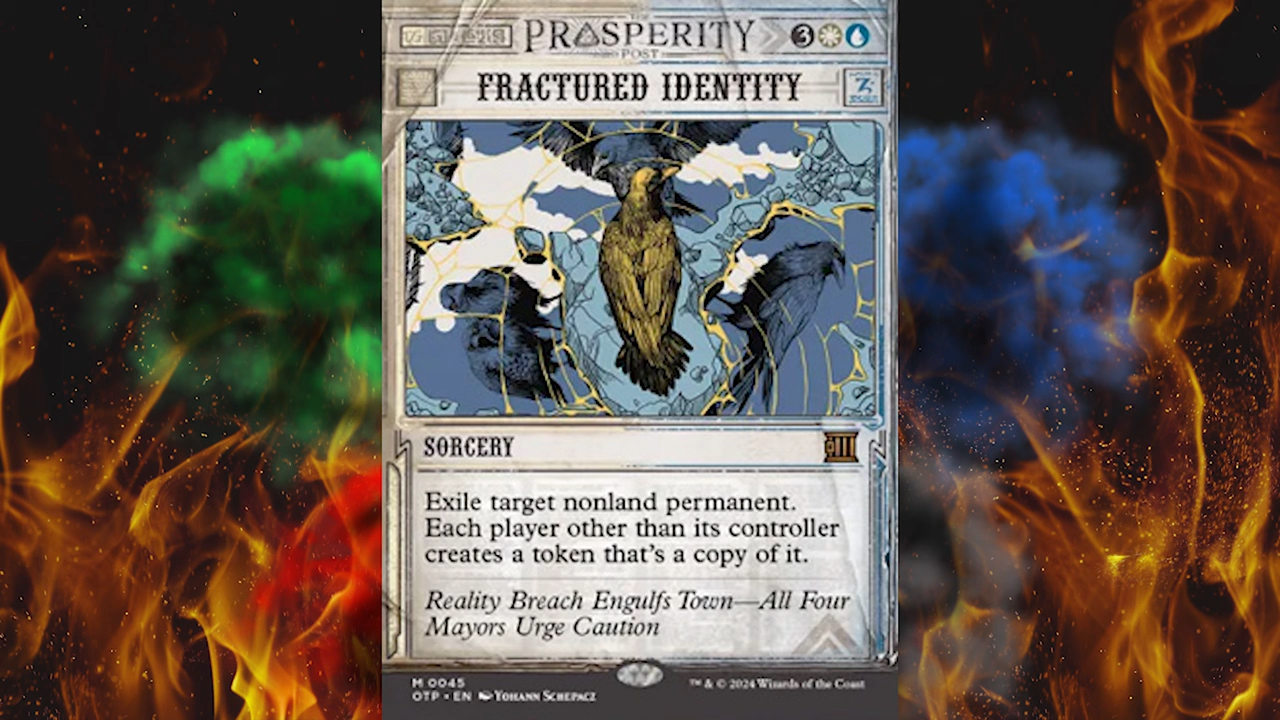 PROSPERITY 3
POST
FRACTURED IDENTITY
SORCERY
Exile target nonland permanent.
Each player other than its controller
creates a token that's a copy of it.
Reality Breach Engulfs Town—All Four
Mayors Urge Caution
M 0045
OTP • EN YOHANN SCHEPACZ
™ & © 2024 Wizards of the Coast